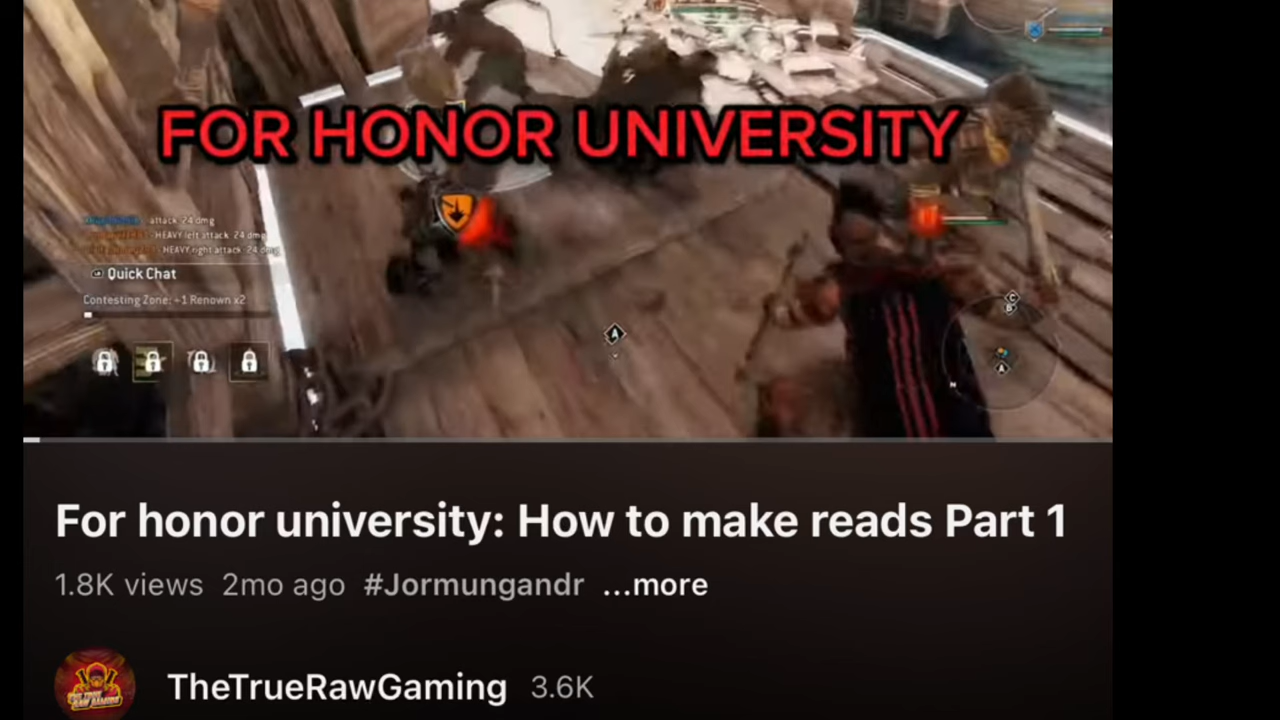 FOR HONOR UNIVERSITY
attack 24 dmg
HEAVY left attack 24 dmg
HEAVY right attack 24 dmg
Quick Chat
Contesting Zone: +1 Renown x2
A
C
B
A
N
For honor university: How to make reads Part 1
1.8K views 2mo ago #Jormungandr ...more
TheTrueRawGaming 3.6K